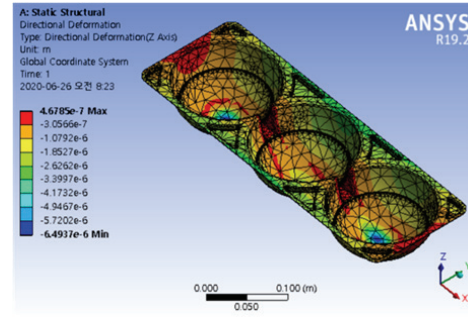 A: Static Structural
Directional Deformation
Type: Directional Deformation(Z Axis)
Unit: m
Global Coordinate System
Time: 1
2020-06-26 오전 8:23
4.6785e-7 Max
-3.0566e-7
-1.0792e-6
-1.8527e-6
-2.6262e-6
-3.3997e-6
-4.1732e-6
-4.9467e-6
-5.7202e-6
-6.4937e-6 Min
ANSYS
R19.2
0.000
0.100 (m)
0.050
Z
Y
X